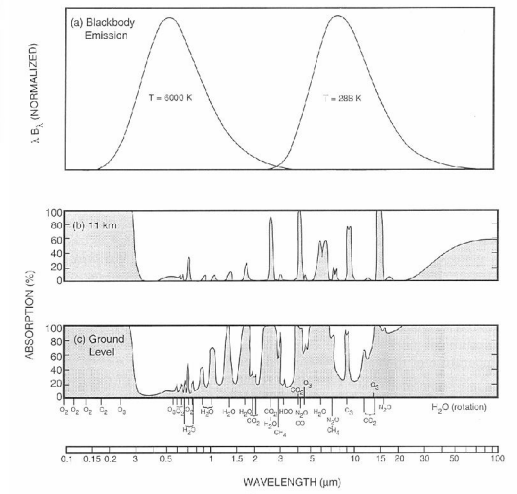 (a) Blackbody
Emission
λ Bλ (NORMALIZED)
T = 6000 K
T = 288 K
ABSORPTION (%)
100
80
60
40
20
0
(b) 11 km
100
80
60
40
20
0
(c) Ground
Level
O2 O2 O2 O2 O3
H2O
H2O
H2O H2O
CO2
CO2
H2O
CH4
CO2
N2O
CO
O3
H2O
N2O
CH4
O3
CO2
H2O (rotation)
0.1 0.15 0.2 3 0.5 1 1.5 2 3 5 10 15 20 30 50 100
WAVELENGTH (μm)